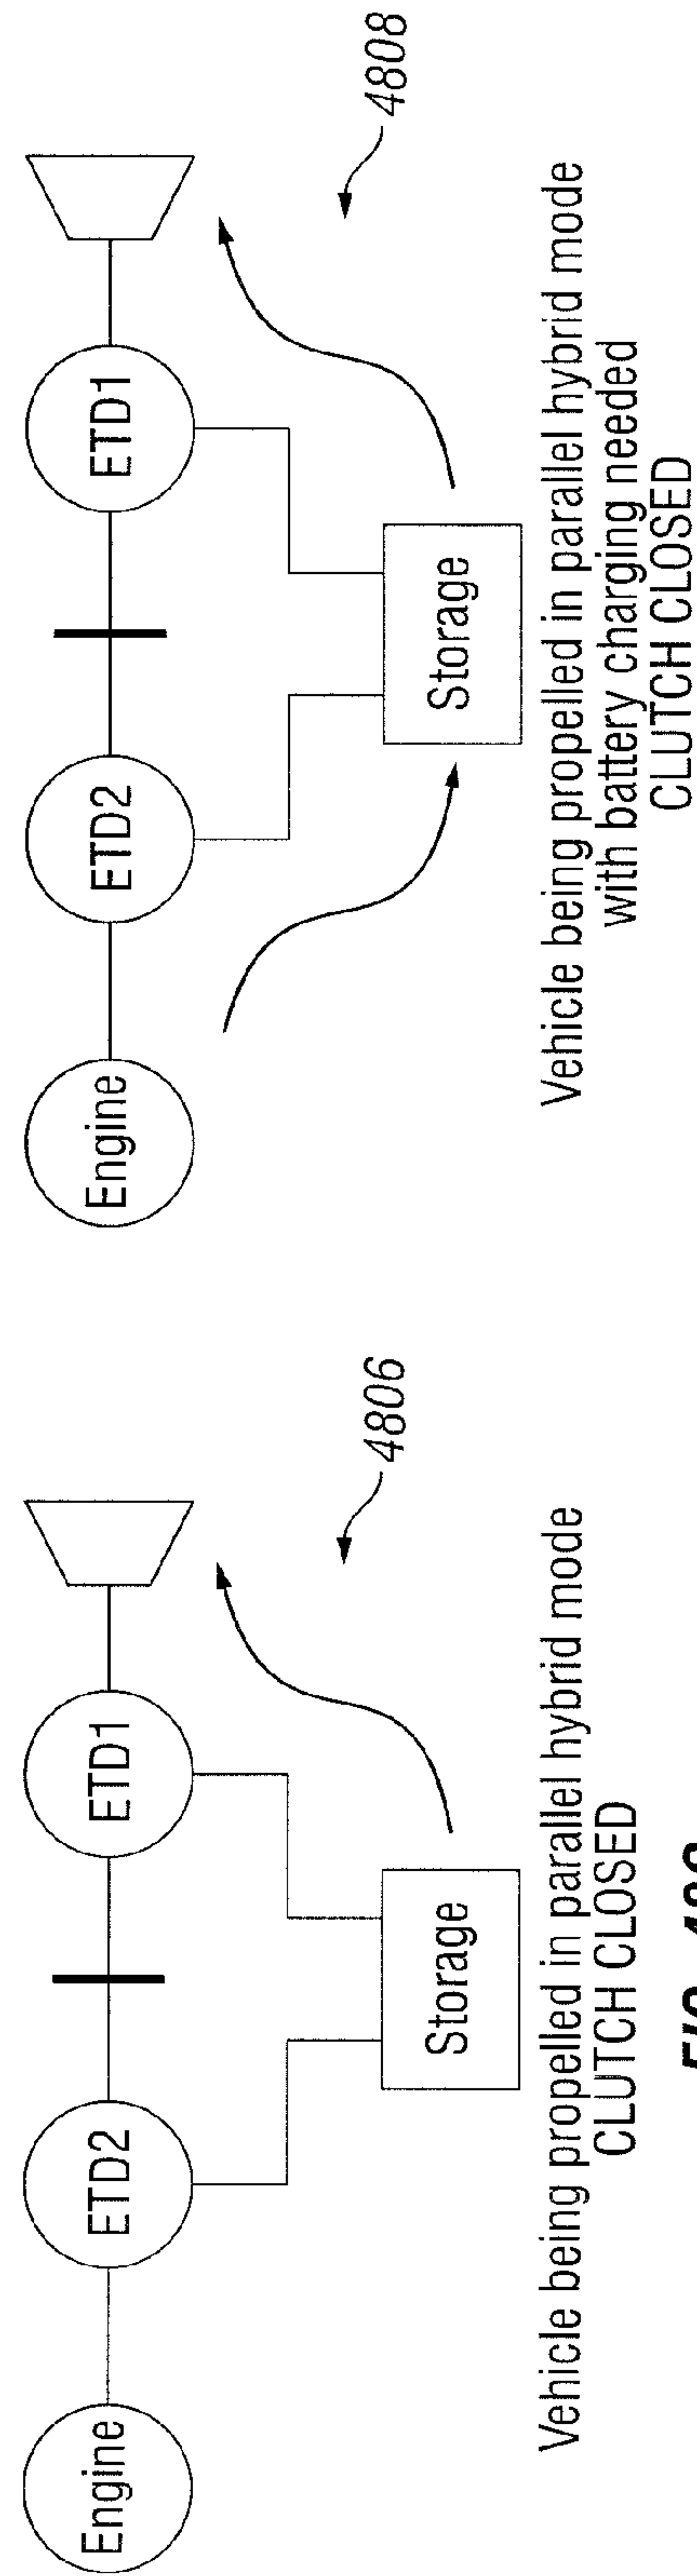 Engine
ETD2
ETD1
Storage
4806
Vehicle being propelled in parallel hybrid mode
CLUTCH CLOSED
Engine
ETD2
ETD1
Storage
4808
Vehicle being propelled in parallel hybrid mode
with battery charging needed
CLUTCH CLOSED